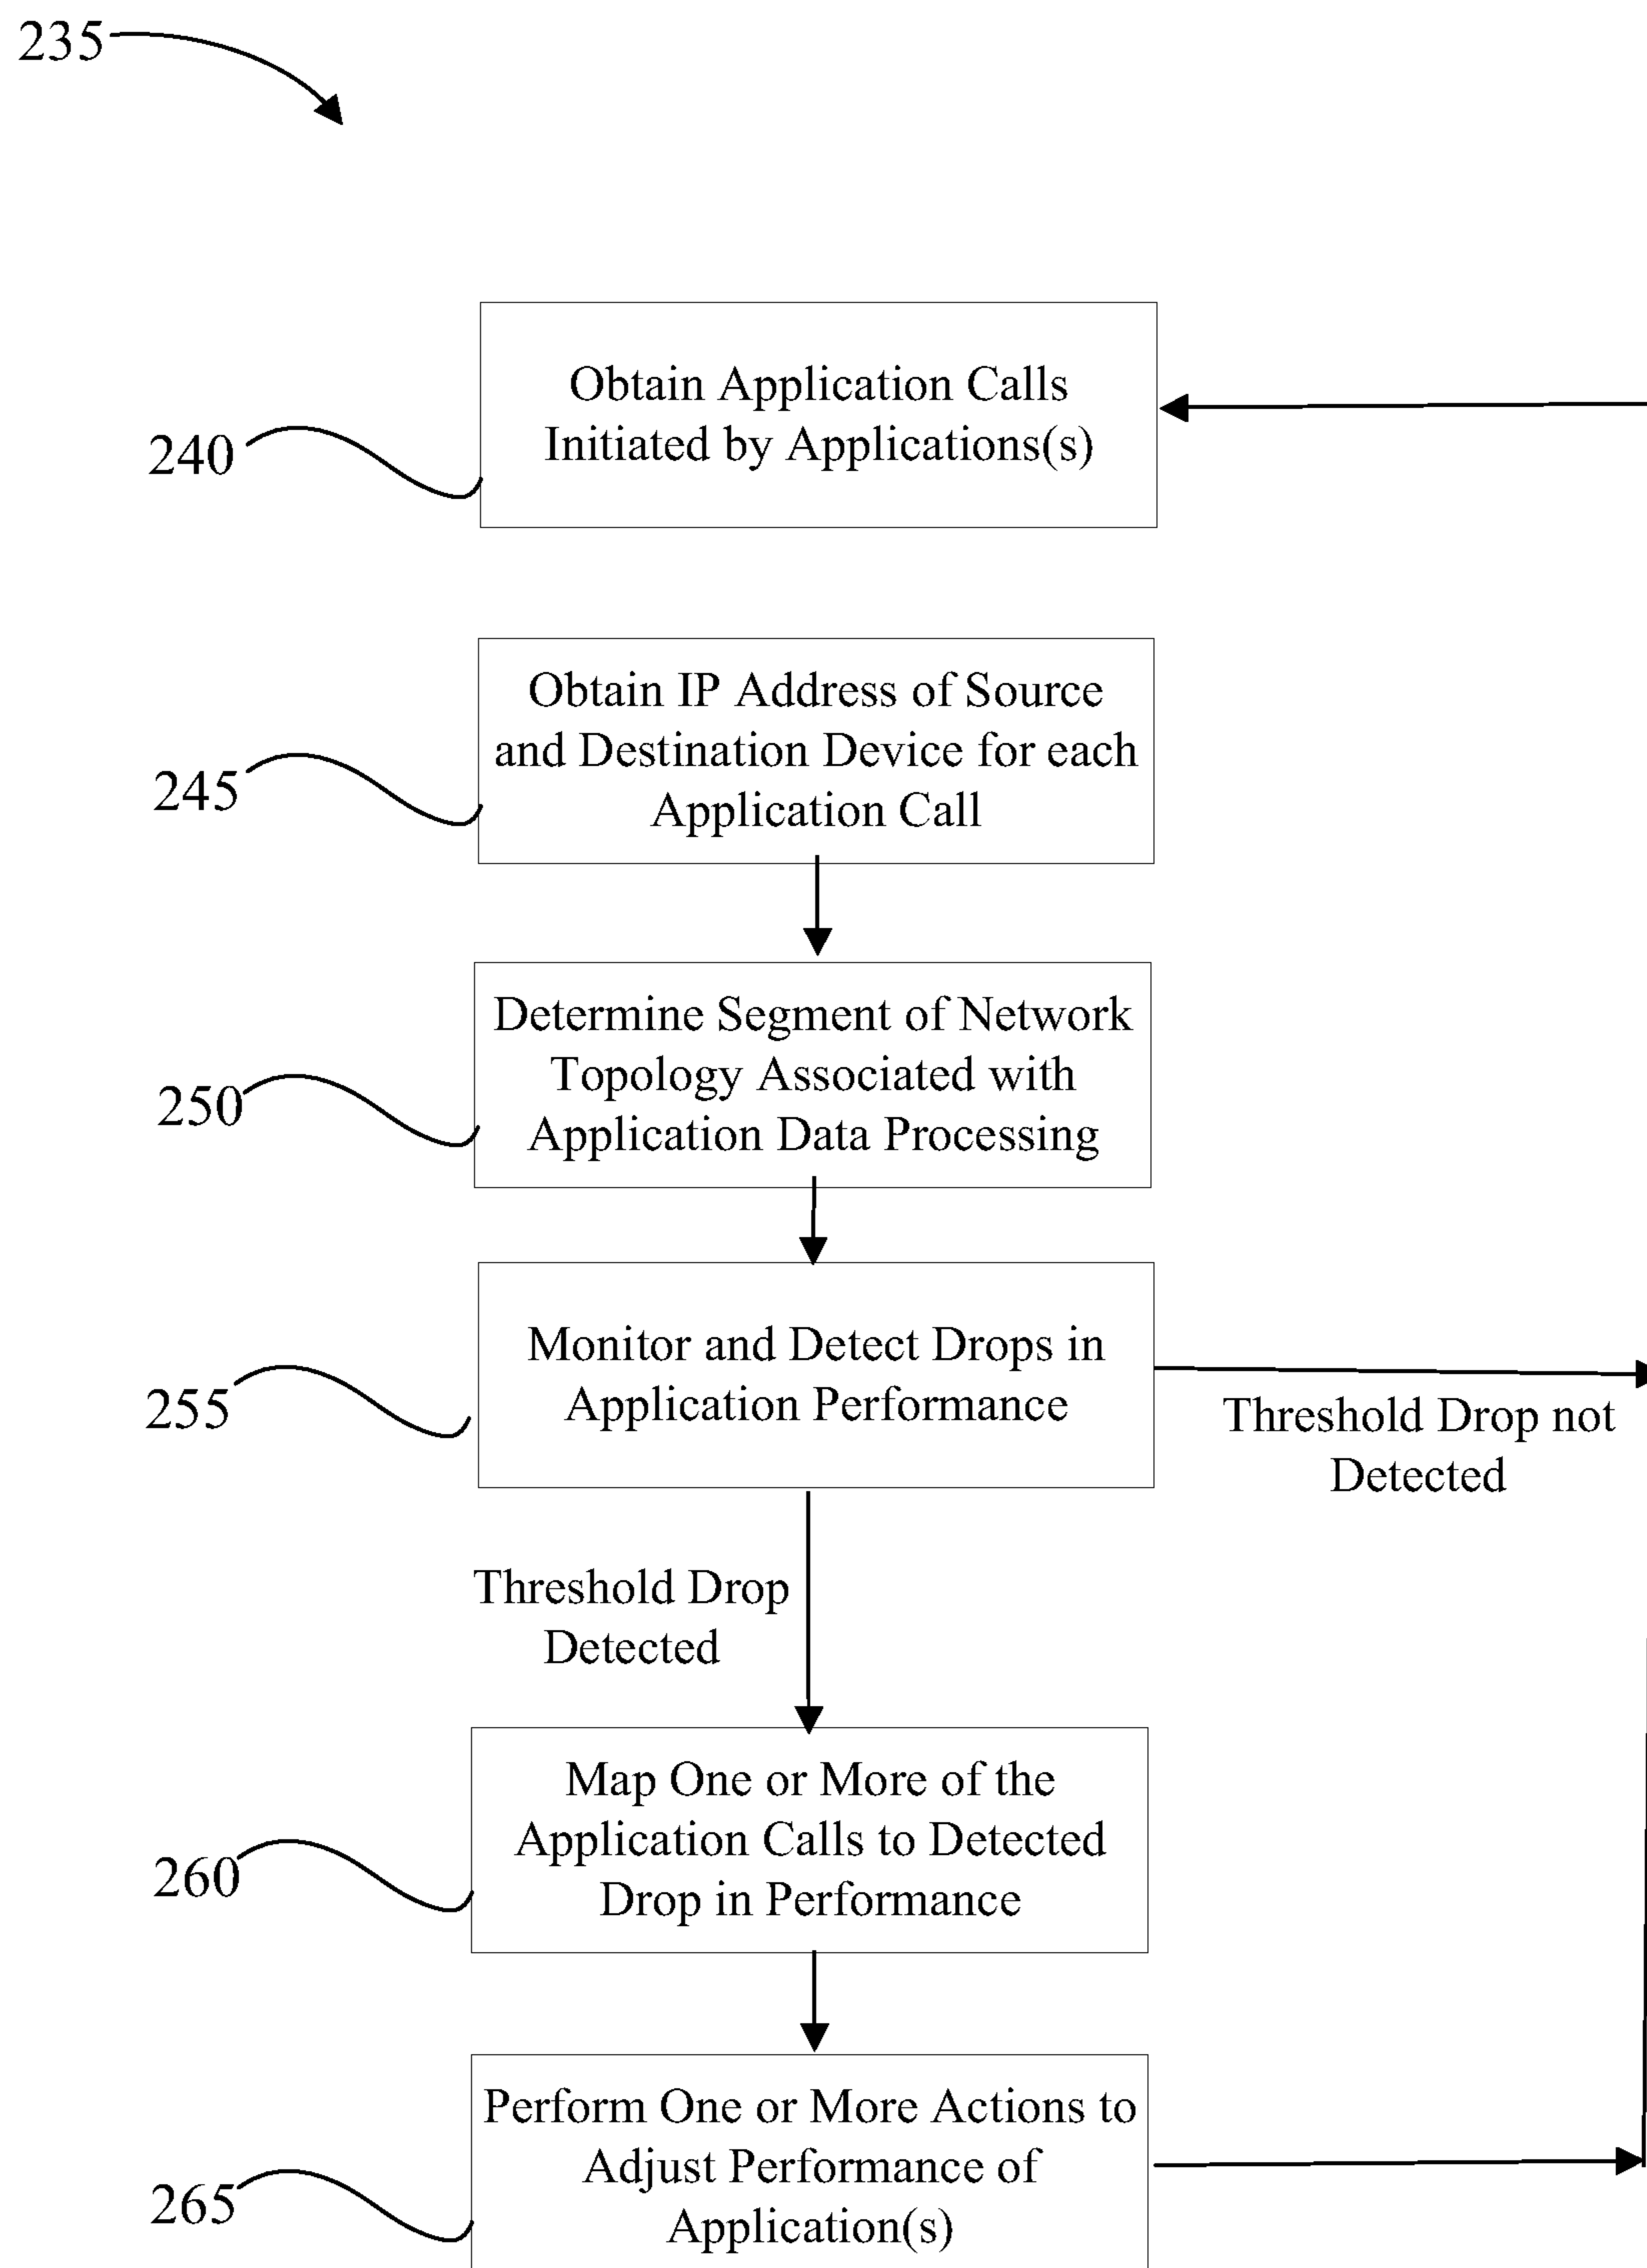 235
Obtain Application Calls
Initiated by Applications(s)
240
Obtain IP Address of Source
and Destination Device for each
Application Call
245
Determine Segment of Network
Topology Associated with
Application Data Processing
250
Monitor and Detect Drops in
Application Performance
255
Threshold Drop not
Detected
Threshold Drop
Detected
Map One or More of the
Application Calls to Detected
Drop in Performance
260
Perform One or More Actions to
Adjust Performance of
Application(s)
265